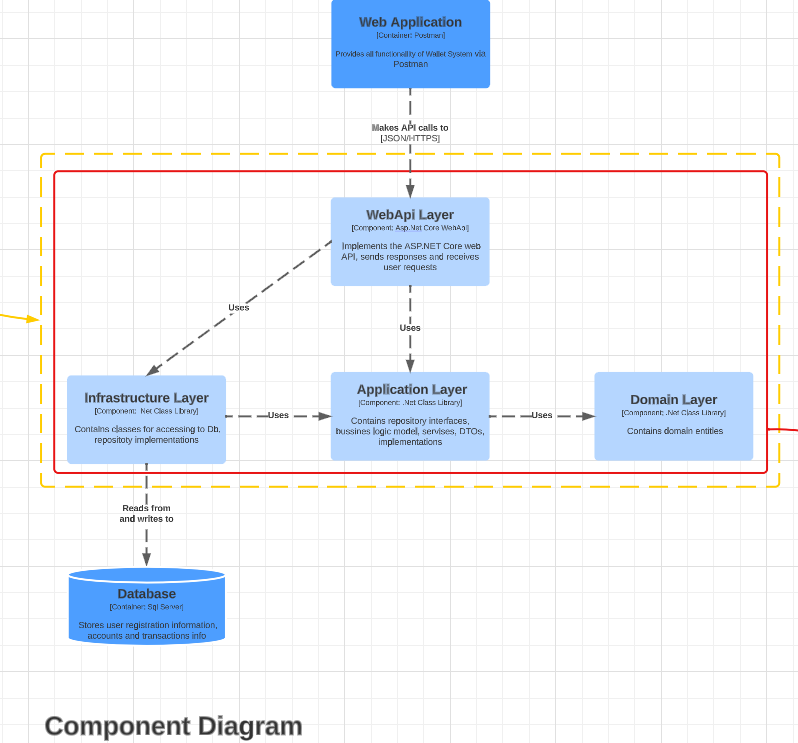 Web Application
[Container: Postman]
Provides all functionality of Wallet System via
Postman
Makes API calls to
[JSON/HTTPS]
WebApi Layer
[Component: Asp.Net Core WebApi]
Implements the ASP.NET Core web
API, sends responses and receives
user requests
Uses
Uses
Infrastructure Layer
[Component: .Net Class Library]
Contains classes for accessing to Db,
repository implementations
Uses
Application Layer
[Component: .Net Class Library]
Contains repository interfaces,
bussines logic model, servises, DTOs,
implementations
Uses
Domain Layer
[Component: .Net Class Library]
Contains domain entities
Reads from
and writes to
Database
[Container: Sql Server]
Stores user registration information,
accounts and transactions info
Component Diagram